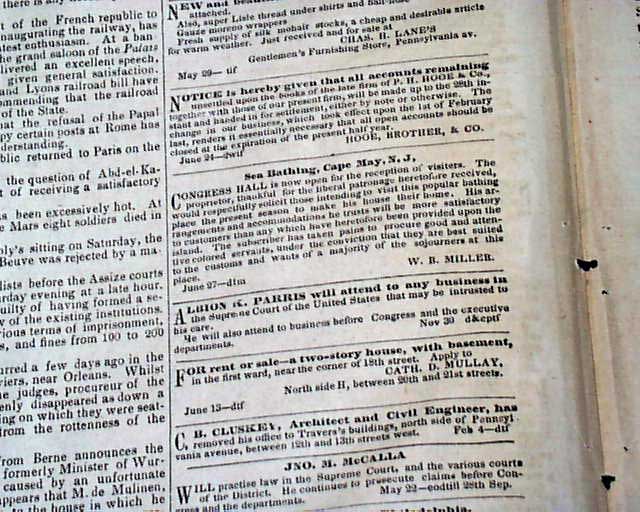 t of the French republic to
inaugurating the railway, has
atest enthusiasm. At a ban
he grand saloon of the Palais
livered an excellent speech,
given general satisfaction.
and Lyons railroad bill have
ommending that the railroad
of the State.
at the refusal of the Papal
py certain posts at Rome has
derstanding.
blic returned to Paris on the
the question of Abd-el-Ka-
t of receiving a satisfactory
s been excessively hot. At
e Mars eight soldiers died in
bly's sitting on Saturday, the
Beuve was rejected by a ma-
lists before the Assize courts
rday evening at a late hour.
uilty of having formed a se-
w of the existing institutions.
rious terms of imprisonment,
s, and fines from 100 to 200
urred a few days ago in the
iers, near Orleans. Whilst
e judges, procureur of the
enly disappeared as down a
ing on which they were seat-
from the rottenness of the
from Berne announces the
formerly Minister of Wur-
caused by an unfortunate
appears that M. de Mulinen,
to the house in which he
NEW and
attached.
Also, super Lisle thread under shirts and
Gauze moreno wrappers
Fresh supply of silk mohair stocks, a cheap and desirable article
for warm weather. Just received and for sale at
CHAS. H. LANE'S
Gentlemen's Furnishing Store, Pennsylvania av.
May 29— tif
NOTICE is hereby given that all accounts remaining
unsettled upon the books of the late firm of P. H. HOOE & Co.,
together with those of our present firm, will be made up to the 28th in-
stant and handed in for settlement, either by note or otherwise. The
change in our business, which took effect upon the 1st of February
last, renders it essentially necessary that all open accounts should be
closed at the expiration of the present half year.
HOOE, BROTHER, & CO.
June 24—2wif
Sea Bathing, Cape May, N. J,
CONGRESS HALL is now open for the reception of visiters. The
proprietor, thankful for the liberal patronage heretofore received,
would respectfully solicit those intending to visit this popular bathing
place the present season to make his house their home. His ar-
rangements and accommodations he trusts will be more satisfactory
to customers than any which have heretofore been provided upon the
island. The subscriber has taken pains to procure good and atten-
tive colored servants, under the conviction that they are best suited
to the customs and wants of a majority of the sojourners at this
place.
W. B. MILLER.
June 27—d1m
ALBION K. PARRIS will attend to any business in
the Supreme Court of the United States that may be intrusted to
his care.
He will also attend to business before Congress and the executive
departments.
Nov 30 d&cptf
FOR rent or sale—a two-story house, with basement,
in the first ward, near the corner of 18th street. Apply to
CATH. D. MULLAY,
North side H, between 20th and 21st streets.
June 13—dtf
C. B. CLUSKEY, Architect and Civil Engineer, has
removed his office to Travers's buildings, north side of Pennsyl-
vania avenue, between 12th and 13th streets west. Feb 4—dtf
JNO. M. McCALLA
WILL practise law in the Supreme Court, and the various courts
of the District. He continues to prosecute claims before Con-
gress and the departments. May 22—eodtill 28th Sep.